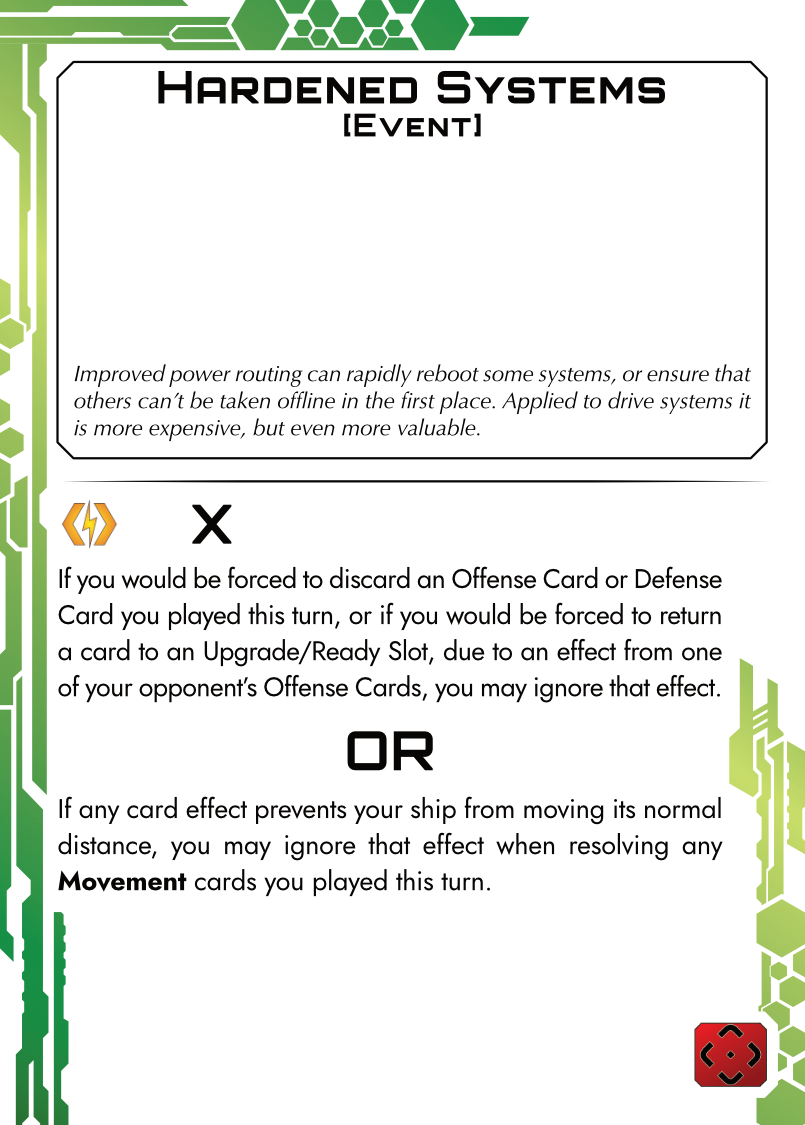 Hardened Systems
[Event]
Improved power routing can rapidly reboot some systems, or ensure that
others can’t be taken offline in the first place. Applied to drive systems it
is more expensive, but even more valuable.
X
If you would be forced to discard an Offense Card or Defense
Card you played this turn, or if you would be forced to return
a card to an Upgrade/Ready Slot, due to an effect from one
of your opponent’s Offense Cards, you may ignore that effect.
OR
If any card effect prevents your ship from moving its normal
distance, you may ignore that effect when resolving any
Movement cards you played this turn.